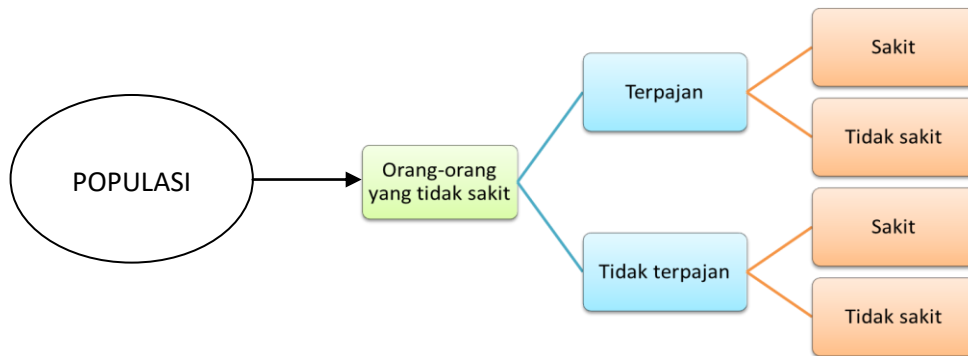 POPULASI
Orang-orang
yang tidak sakit
Terpajan
Sakit
Tidak sakit
Tidak terpajan
Sakit
Tidak sakit